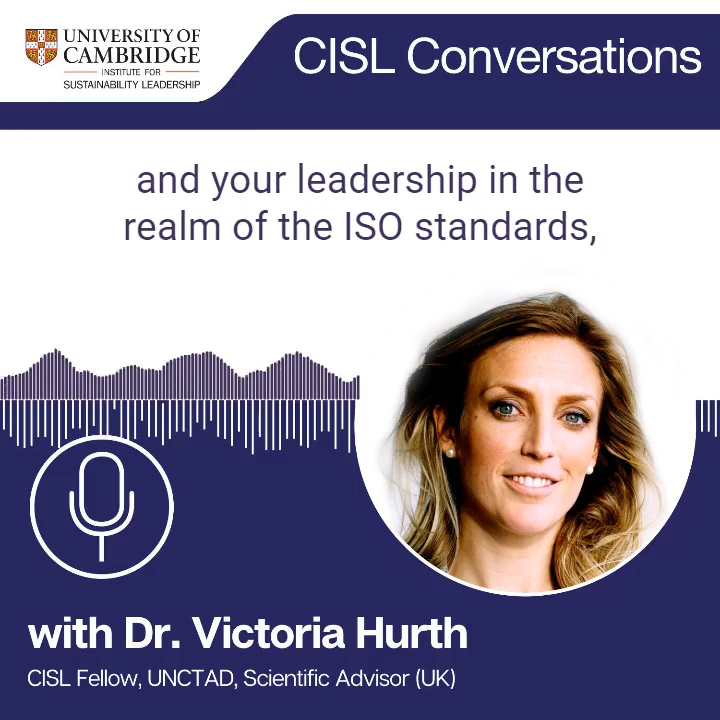 UNIVERSITY OF
CAMBRIDGE
INSTITUTE FOR
SUSTAINABILITY LEADERSHIP
CISL Conversations
and your leadership in the
realm of the ISO standards,
with Dr. Victoria Hurth
CISL Fellow, UNCTAD, Scientific Advisor (UK)